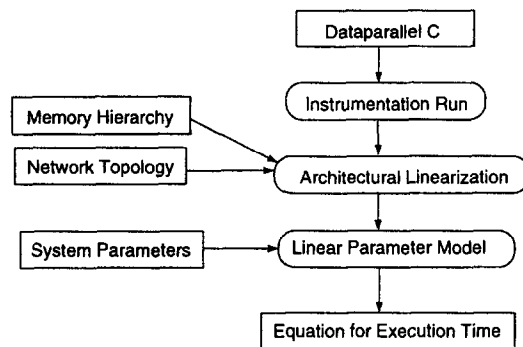 Dataparallel C
Instrumentation Run
Memory Hierarchy
Network Topology
Architectural Linearization
System Parameters
Linear Parameter Model
Equation for Execution Time